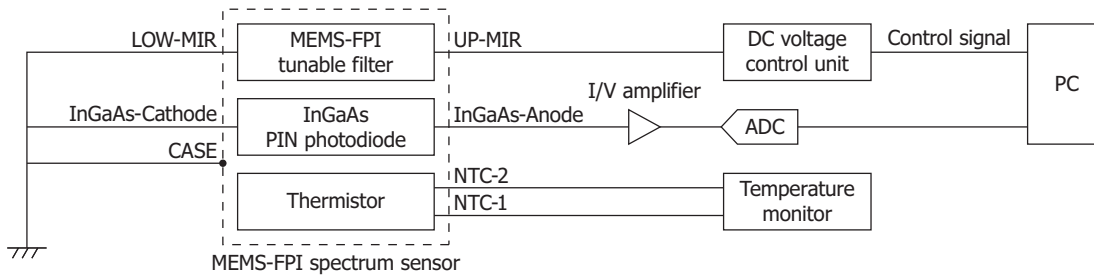 LOW-MIR
MEMS-FPI
tunable filter
UP-MIR
DC voltage
control unit
Control signal
PC
InGaAs-Cathode
InGaAs
PIN photodiode
InGaAs-Anode
I/V amplifier
ADC
CASE
Thermistor
NTC-2
NTC-1
Temperature
monitor
MEMS-FPI spectrum sensor